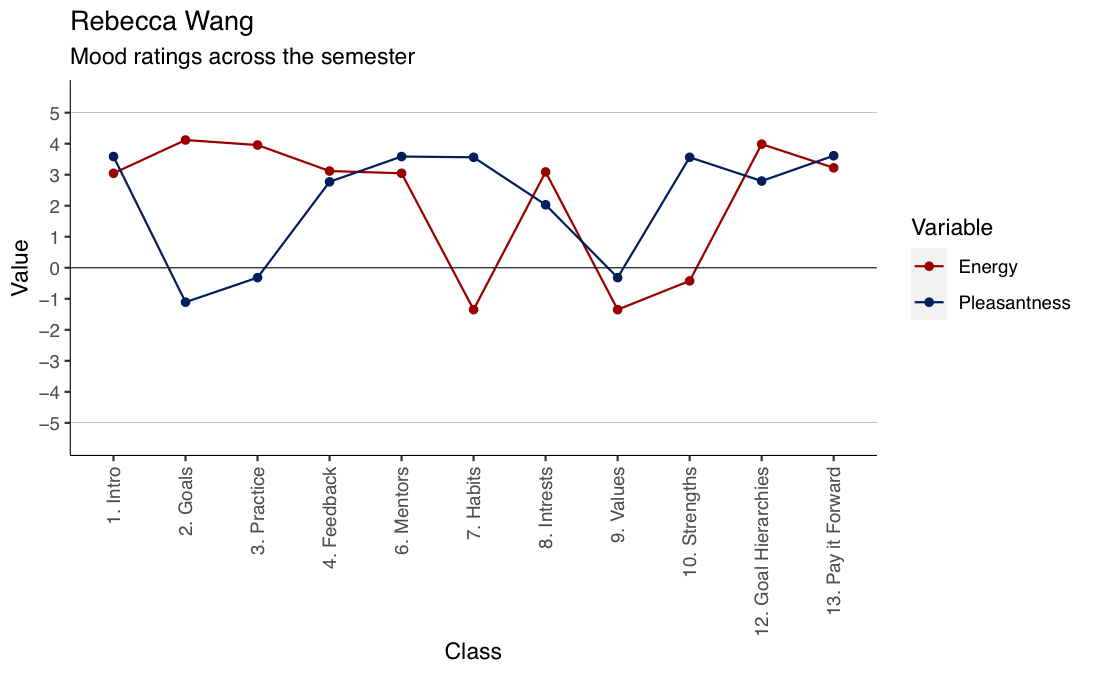 Rebecca Wang
Mood ratings across the semester
Value
5
4
3
2
1
0
−1
−2
−3
−4
−5
1. Intro
2. Goals
3. Practice
4. Feedback
6. Mentors
7. Habits
8. Intrests
9. Values
10. Strengths
12. Goal Hierarchies
13. Pay it Forward
Class
Variable
Energy
Pleasantness